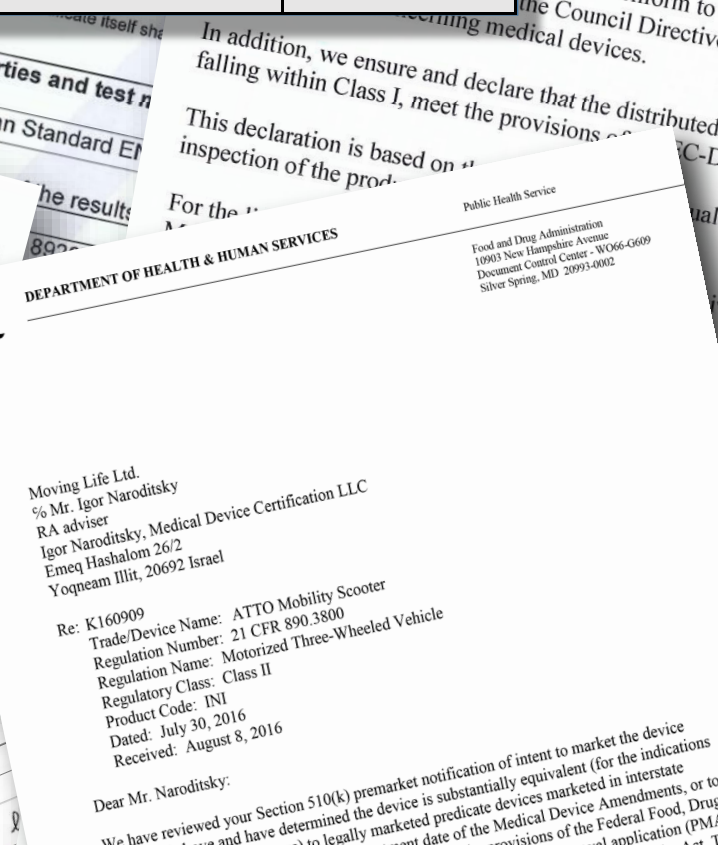 itself sha
rties and test
n Standard EN
he results
orm to
the Council Directive
medical devices.
In addition, we ensure and declare that the distributed
falling within Class I, meet the provisions
This declaration is based on
inspection of the
For the
DEPARTMENT OF HEALTH & HUMAN SERVICES
Public Health Service
Food and Drug Administration
10903 New Hampshire Avenue
Document Control Center - WO66-G609
Silver Spring, MD 20993-0002
Moving Life Ltd.
℅ Mr. Igor Naroditsky
RA adviser
Igor Naroditsky, Medical Device Certification LLC
Emeq Hashalom 26/2
Yoqneam Illit, 20692 Israel
Re: K160909
Trade/Device Name: ATTO Mobility Scooter
Regulation Number: 21 CFR 890.3800
Regulation Name: Motorized Three-Wheeled Vehicle
Regulatory Class: Class II
Product Code: INI
Dated: July 30, 2016
Received: August 8, 2016
Dear Mr. Naroditsky:
We have reviewed your Section 510(k) premarket notification of intent to market the device
and have determined the device is substantially equivalent (for the indications
to legally marketed predicate devices marketed in interstate
date of the Medical Device Amendments, or to
provisions of the Federal Food, Drug
application (PMA